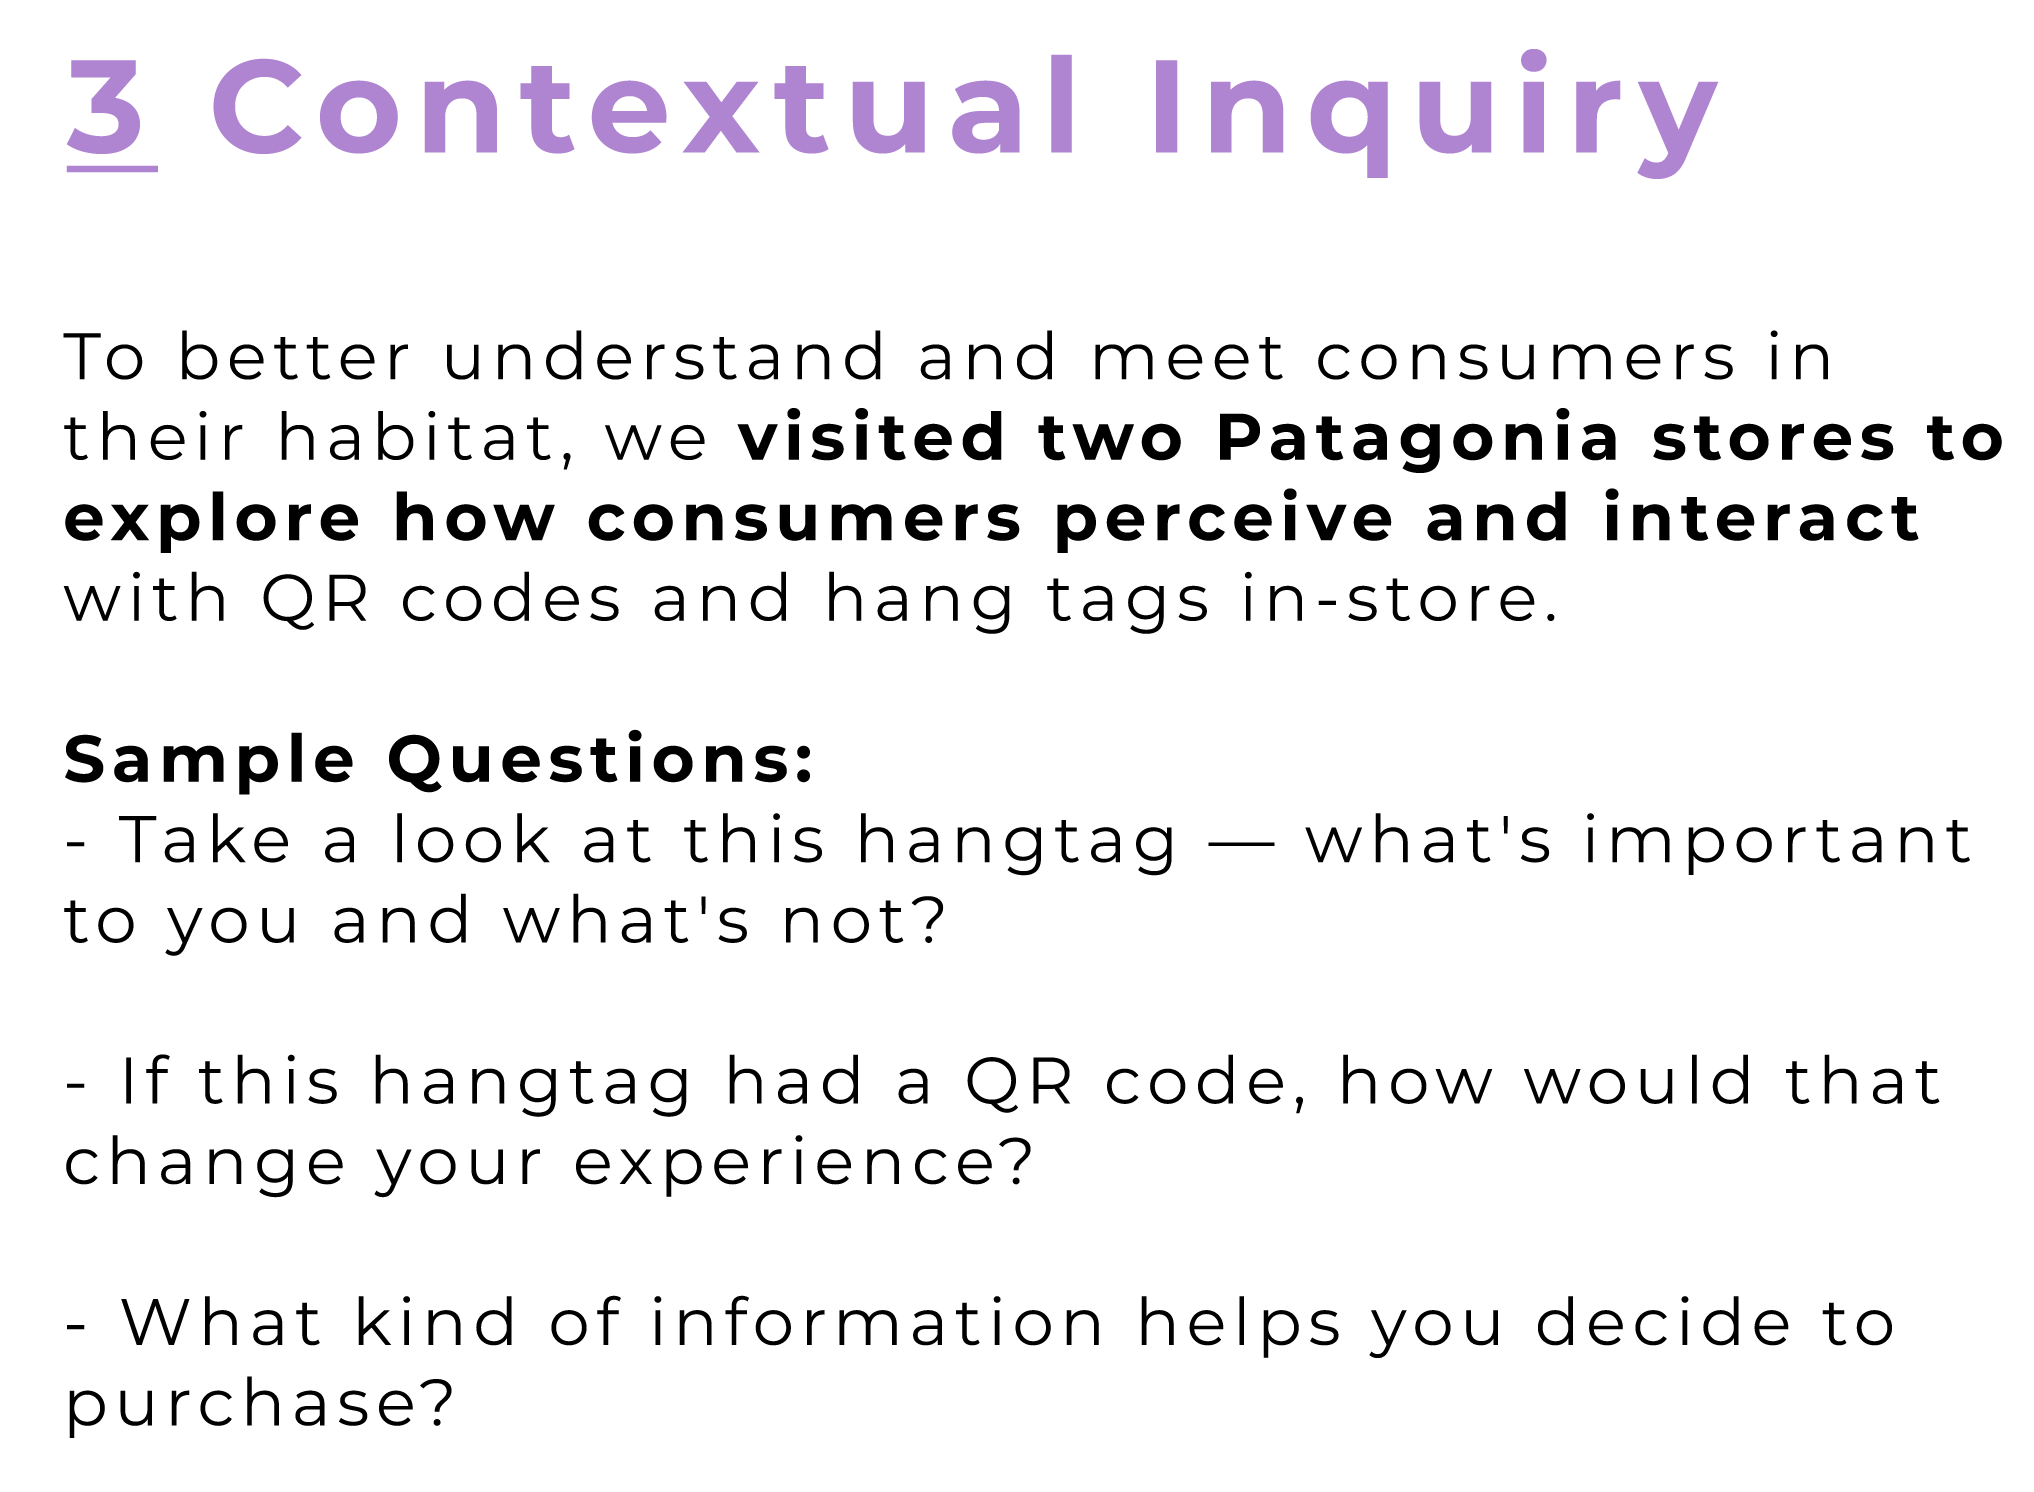 3 Contextual Inquiry
To better understand and meet consumers in
their habitat, we visited two Patagonia stores to
explore how consumers perceive and interact
with QR codes and hang tags in-store.
Sample Questions:
- Take a look at this hangtag — what's important
to you and what's not?
- If this hangtag had a QR code, how would that
change your experience?
- What kind of information helps you decide to
purchase?